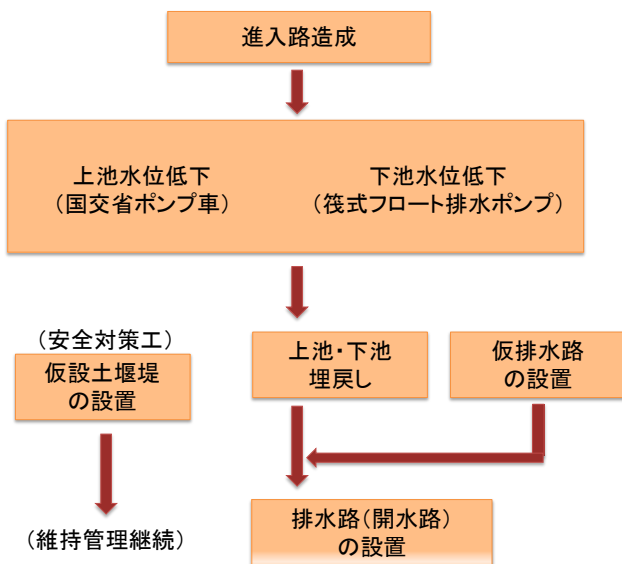 進入路造成
上池水位低下
（国交省ポンプ車）
下池水位低下
（筏式フロート排水ポンプ）
（安全対策工）
仮設土堰堤
の設置
上池・下池
埋戻し
仮排水路
の設置
（維持管理継続）
排水路（開水路）
の設置